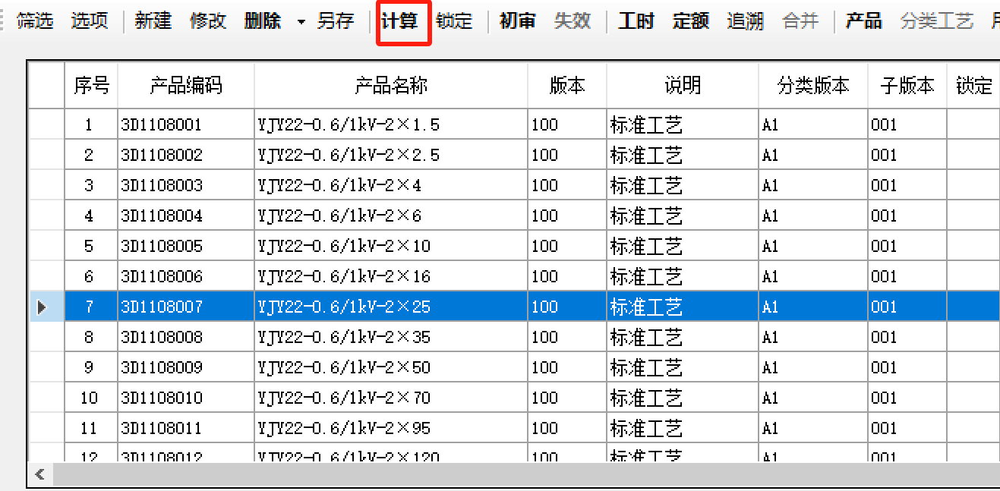 筛选 选项 新建 修改 删除 另存 计算 锁定 初审 失效 工时 定额 追溯 合并 产品 分类工艺
序号 产品编码 产品名称 版本 说明 分类版本 子版本 锁定
1 3D1108001 YJY22-0.6/1kV-2×1.5 100 标准工艺 A1 001
2 3D1108002 YJY22-0.6/1kV-2×2.5 100 标准工艺 A1 001
3 3D1108003 YJY22-0.6/1kV-2×4 100 标准工艺 A1 001
4 3D1108004 YJY22-0.6/1kV-2×6 100 标准工艺 A1 001
5 3D1108005 YJY22-0.6/1kV-2×10 100 标准工艺 A1 001
6 3D1108006 YJY22-0.6/1kV-2×16 100 标准工艺 A1 001
7 3D1108007 YJY22-0.6/1kV-2×25 100 标准工艺 A1 001
8 3D1108008 YJY22-0.6/1kV-2×35 100 标准工艺 A1 001
9 3D1108009 YJY22-0.6/1kV-2×50 100 标准工艺 A1 001
10 3D1108010 YJY22-0.6/1kV-2×70 100 标准工艺 A1 001
11 3D1108011 YJY22-0.6/1kV-2×95 100 标准工艺 A1 001
12 3D1108012 YJY22-0.6/1kV-2×120 100 标准工艺 A1 001